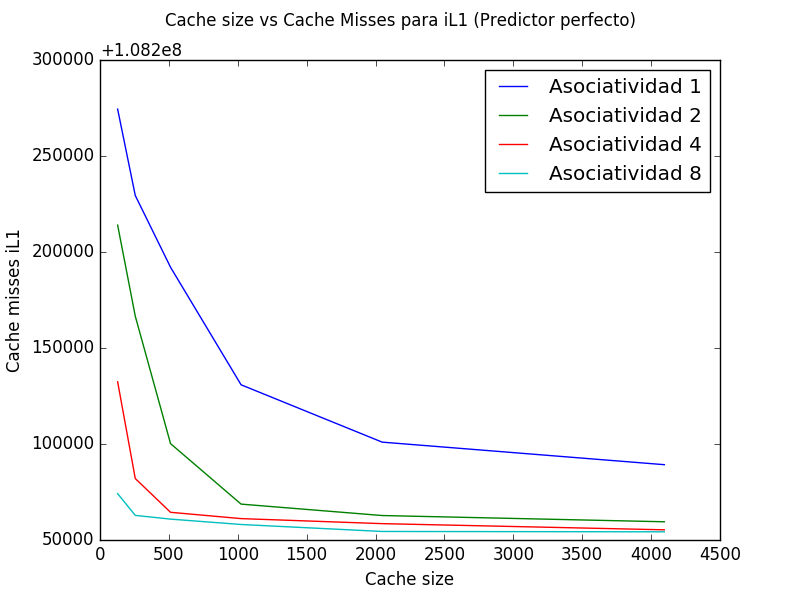 Cache size vs Cache Misses para iL1 (Predictor perfecto)
+1.082e8
300000
250000
200000
150000
100000
50000
Cache misses iL1
Asociatividad 1
Asociatividad 2
Asociatividad 4
Asociatividad 8
0 500 1000 1500 2000 2500 3000 3500 4000 4500
Cache size